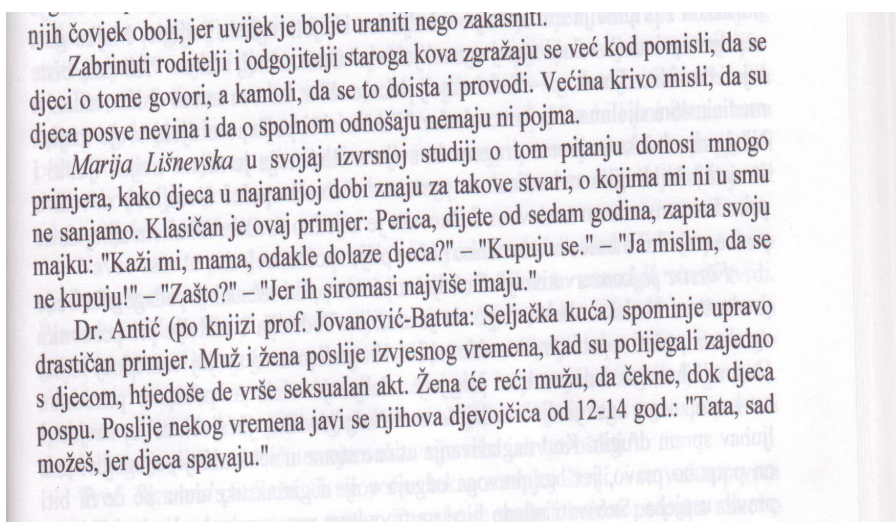 njih čovjek oboli, jer uvijek je bolje uraniti nego zakasniti.
Zabrinuti roditelji i odgojitelji staroga kova zgražaju se već kod pomisli, da se
djeci o tome govori, a kamoli, da se to doista i provodi. Većina krivo misli, da su
djeca posve nevina i da o spolnom odnošaju nemaju ni pojma.
Marija Lišnevska u svojaj izvrsnoj studiji o tom pitanju donosi mnogo
primjera, kako djeca u najranijoj dobi znaju za takove stvari, o kojima mi ni u smu
ne sanjamo. Klasičan je ovaj primjer: Perica, dijete od sedam godina, zapita svoju
majku: "Kaži mi, mama, odakle dolaze djeca?" – "Kupuju se." – "Ja mislim, da se
ne kupuju!" – "Zašto?" – "Jer ih siromasi najviše imaju."
Dr. Antić (po knjizi prof. Jovanović-Batuta: Seljačka kuća) spominje upravo
drastičan primjer. Muž i žena poslije izvjesnog vremena, kad su polijegali zajedno
s djecom, htjedoše de vrše seksualan akt. Žena će reći mužu, da čekne, dok dječa
pospu. Poslije nekog vremena javi se njihova djevojčica od 12-14 god.: "Tata, sad
možeš, jer djeca spavaju."